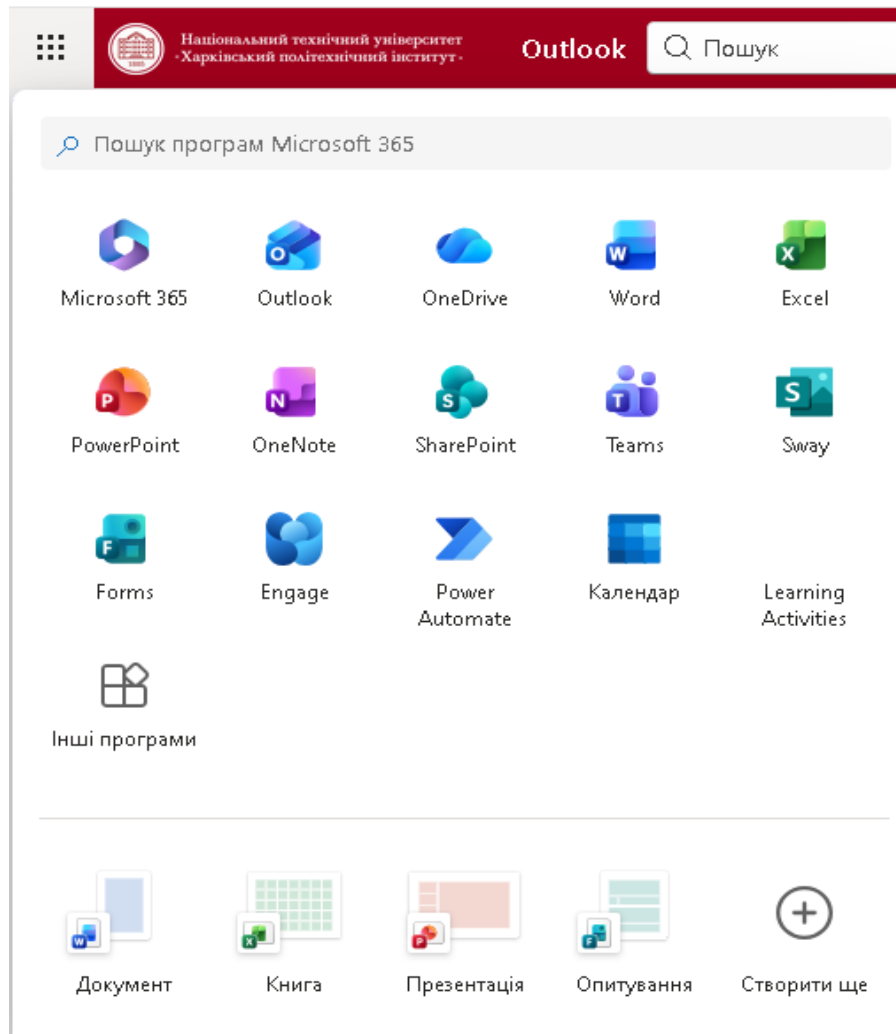 Національний технічний університет
·Харківський політехнічний інститут·
1885
Outlook
Пошук
Пошук програм Microsoft 365
Microsoft 365
Outlook
OneDrive
Word
Excel
PowerPoint
OneNote
SharePoint
Teams
Sway
Forms
Engage
Power
Automate
Календар
Learning
Activities
Інші програми
Документ
Книга
Презентація
Опитування
Створити ще